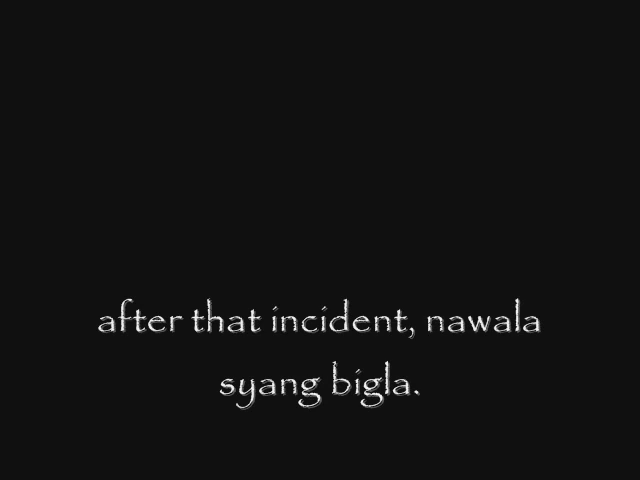 after that incident, nawala
syang bigla.